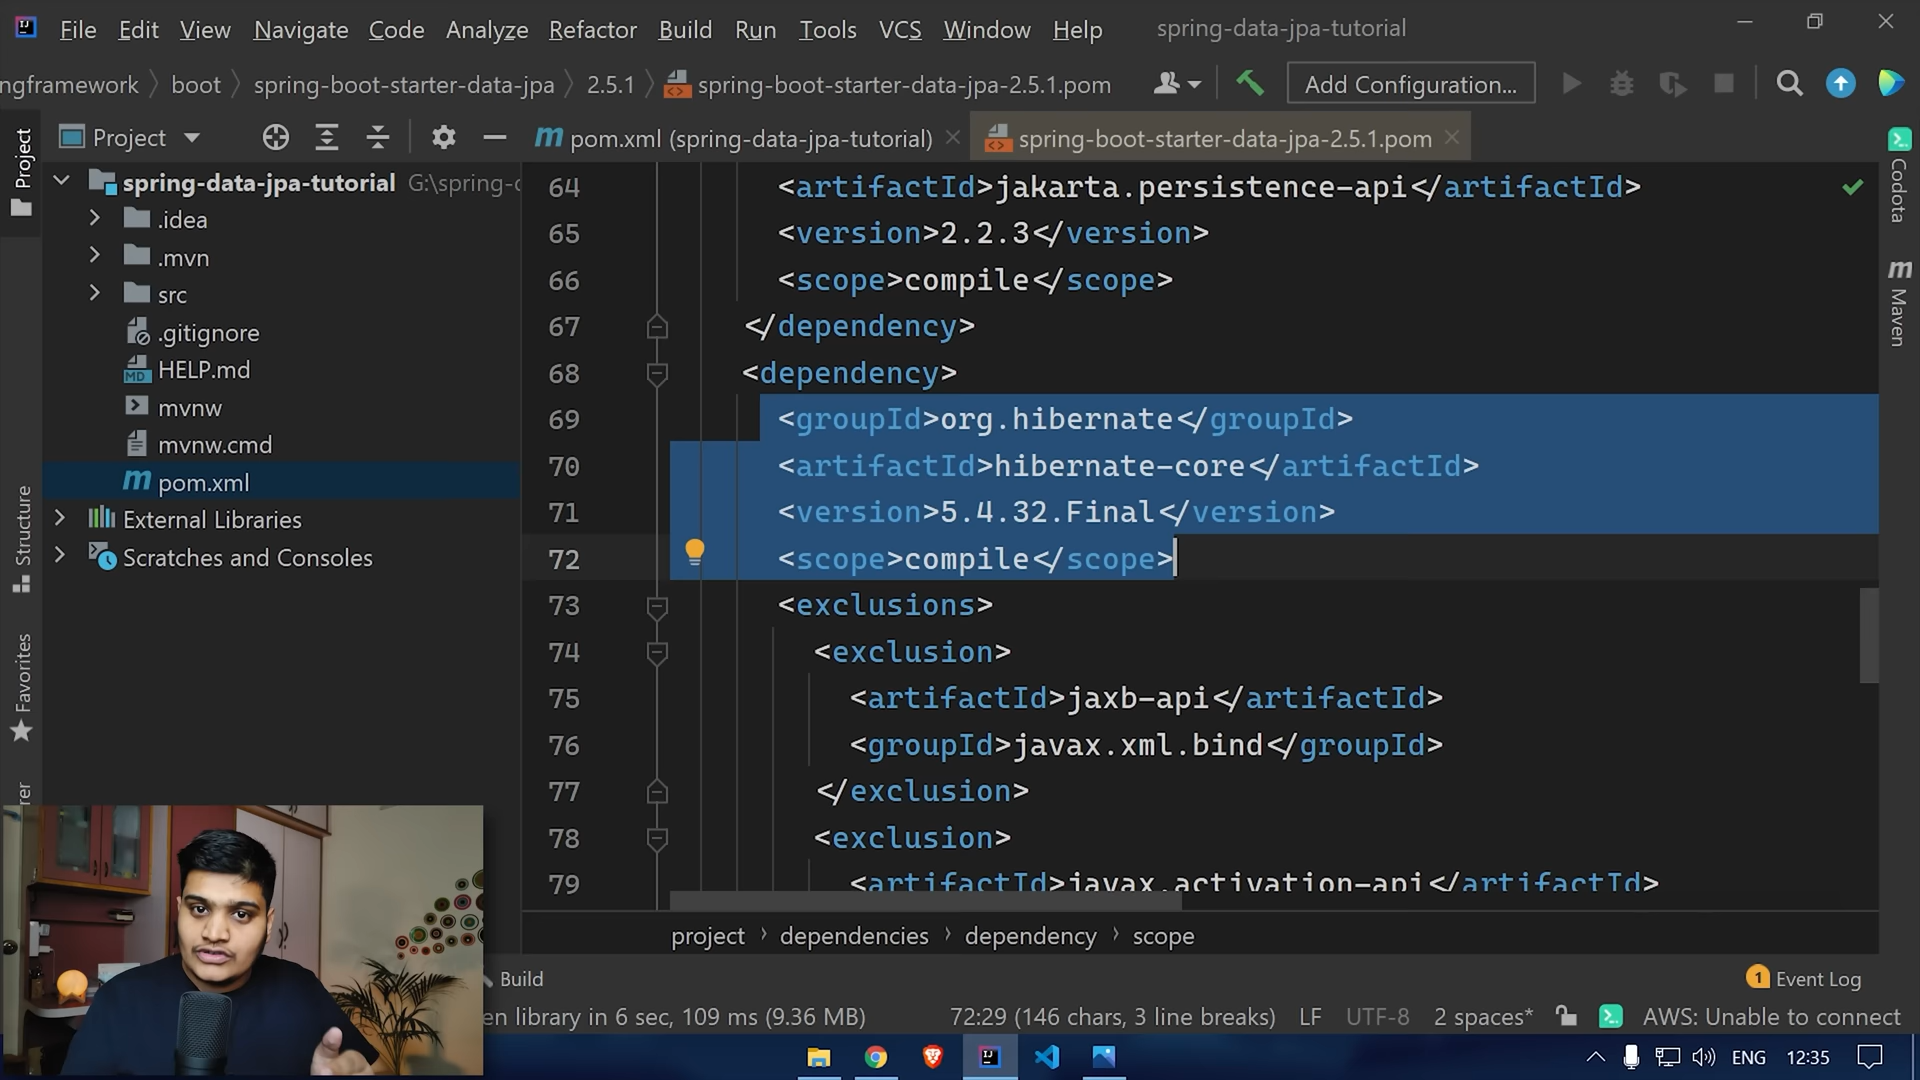 File Edit View Navigate Code Analyze Refactor Build Run Tools VCS Window Help spring-data-jpa-tutorial
ngframework boot spring-boot-starter-data-jpa 2.5.1 spring-boot-starter-data-jpa-2.5.1.pom Add Configuration...
Project
Project
pom.xml (spring-data-jpa-tutorial)
spring-boot-starter-data-jpa-2.5.1.pom
spring-data-jpa-tutorial G:\spring-d
.idea
.mvn
src
.gitignore
HELP.md
mvnw
mvnw.cmd
pom.xml
External Libraries
Scratches and Consoles
Structure
Favorites
rer
64 <artifactId>jakarta.persistence-api</artifactId>
65 <version>2.2.3</version>
66 <scope>compile</scope>
67 </dependency>
68 <dependency>
69 <groupId>org.hibernate</groupId>
70 <artifactId>hibernate-core</artifactId>
71 <version>5.4.32.Final</version>
72 <scope>compile</scope>
73 <exclusions>
74 <exclusion>
75 <artifactId>jaxb-api</artifactId>
76 <groupId>javax.xml.bind</groupId>
77 </exclusion>
78 <exclusion>
79 <artifactId>javax.activation-api</artifactId>
Codota
Maven
project dependencies dependency scope
Build
1 Event Log
en library in 6 sec, 109 ms (9.36 MB) 72:29 (146 chars, 3 line breaks) LF UTF-8 2 spaces* AWS: Unable to connect
ENG 12:35